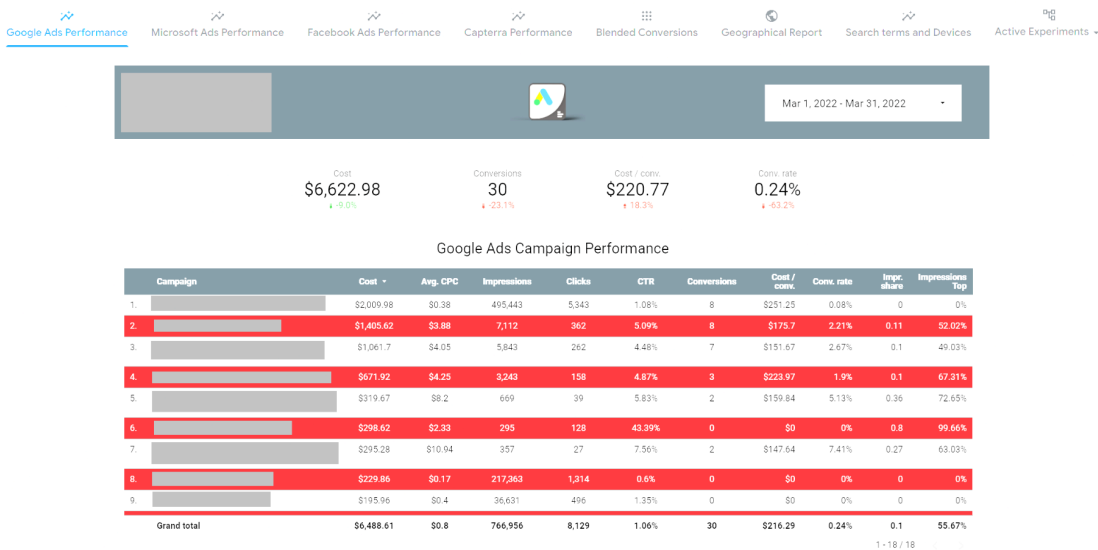 Google Ads Performance Microsoft Ads Performance Facebook Ads Performance Capterra Performance Blended Conversions Geographical Report Search terms and Devices Active Experiments
Mar 1, 2022 - Mar 31, 2022
Cost Conversions Cost / conv. Conv. rate
$6,622.98 30 $220.77 0.24%
-9.0% -23.1% 18.3% -63.2%
Google Ads Campaign Performance
Campaign Cost Avg. CPC Impressions Clicks CTR Conversions Cost / conv. Conv. rate Impr. share Impressions Top
1. $2,009.98 $0.38 495,443 5,343 1.08% 8 $251.25 0.08% 0 0%
2. $1,405.62 $3.88 7,112 362 5.09% 8 $175.7 2.21% 0.11 52.02%
3. $1,061.7 $4.05 5,843 262 4.48% 7 $151.67 2.67% 0.1 49.03%
4. $671.92 $4.25 3,243 158 4.87% 3 $223.97 1.9% 0.1 67.31%
5. $319.67 $8.2 669 39 5.83% 2 $159.84 5.13% 0.36 72.65%
6. $298.62 $2.33 295 128 43.39% 0 $0 0% 0.8 99.66%
7. $295.28 $10.94 357 27 7.56% 2 $147.64 7.41% 0.27 63.03%
8. $229.86 $0.17 217,363 1,314 0.6% 0 $0 0% 0 0%
9. $195.96 $0.4 36,631 496 1.35% 0 $0 0% 0 0%
Grand total $6,488.61 $0.8 766,956 8,129 1.06% 30 $216.29 0.24% 0.1 55.67%
1 - 18 / 18